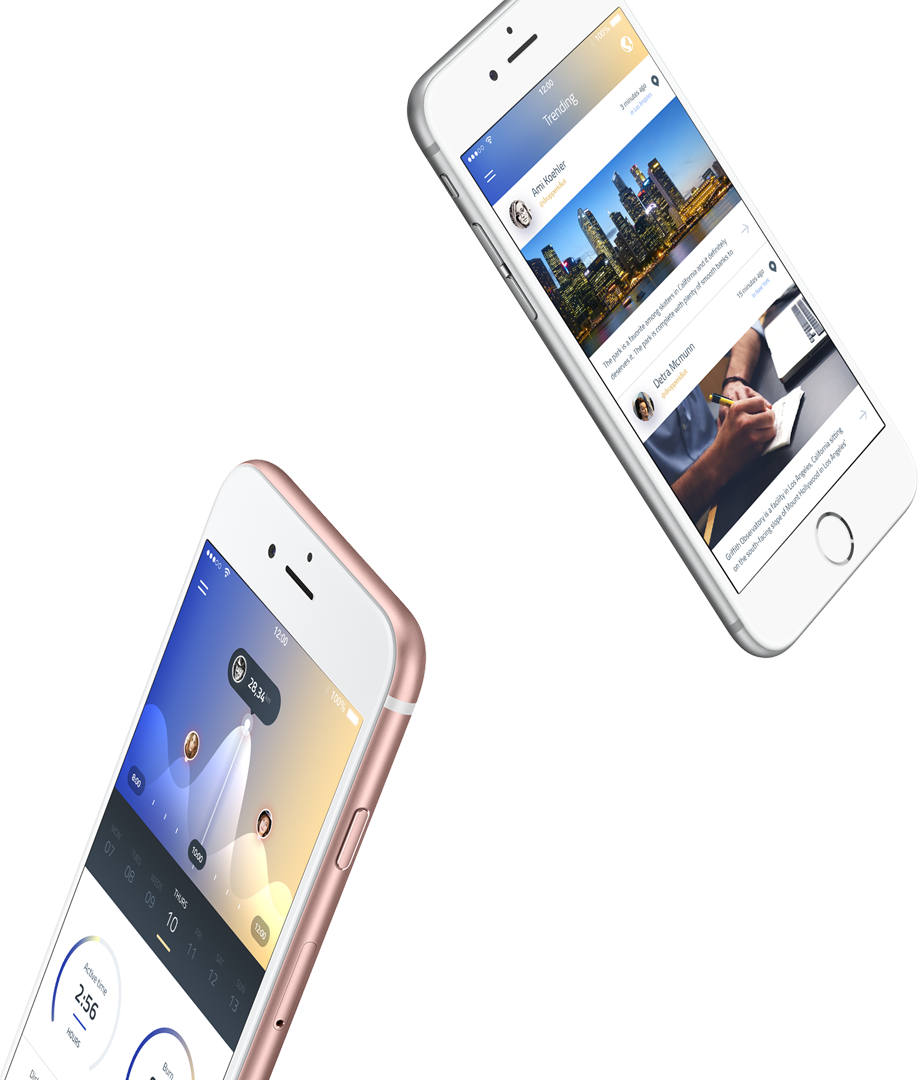 100%
12:00
Trending
Ami Koehler
@druppelsfust
3 minutes ago
in Los Angeles
The park is a favorite among skaters in California and it definitely
deserves it. The park is complete with plenty of smooth banks to
Detra Mcmunn
15 minutes ago
in New York
Griffith Observatory is a facility in Los Angeles, California sitting
on the south-facing slope of Mount Hollywood in Los Angeles'
12:00
100%
28,34 km
8:00
10:00
12:00
MON
TUES
WEDS
THURS
FRI
SAT
SUN
07
08
09
10
11
12
13
Active time
2:56
HOURS
Burn